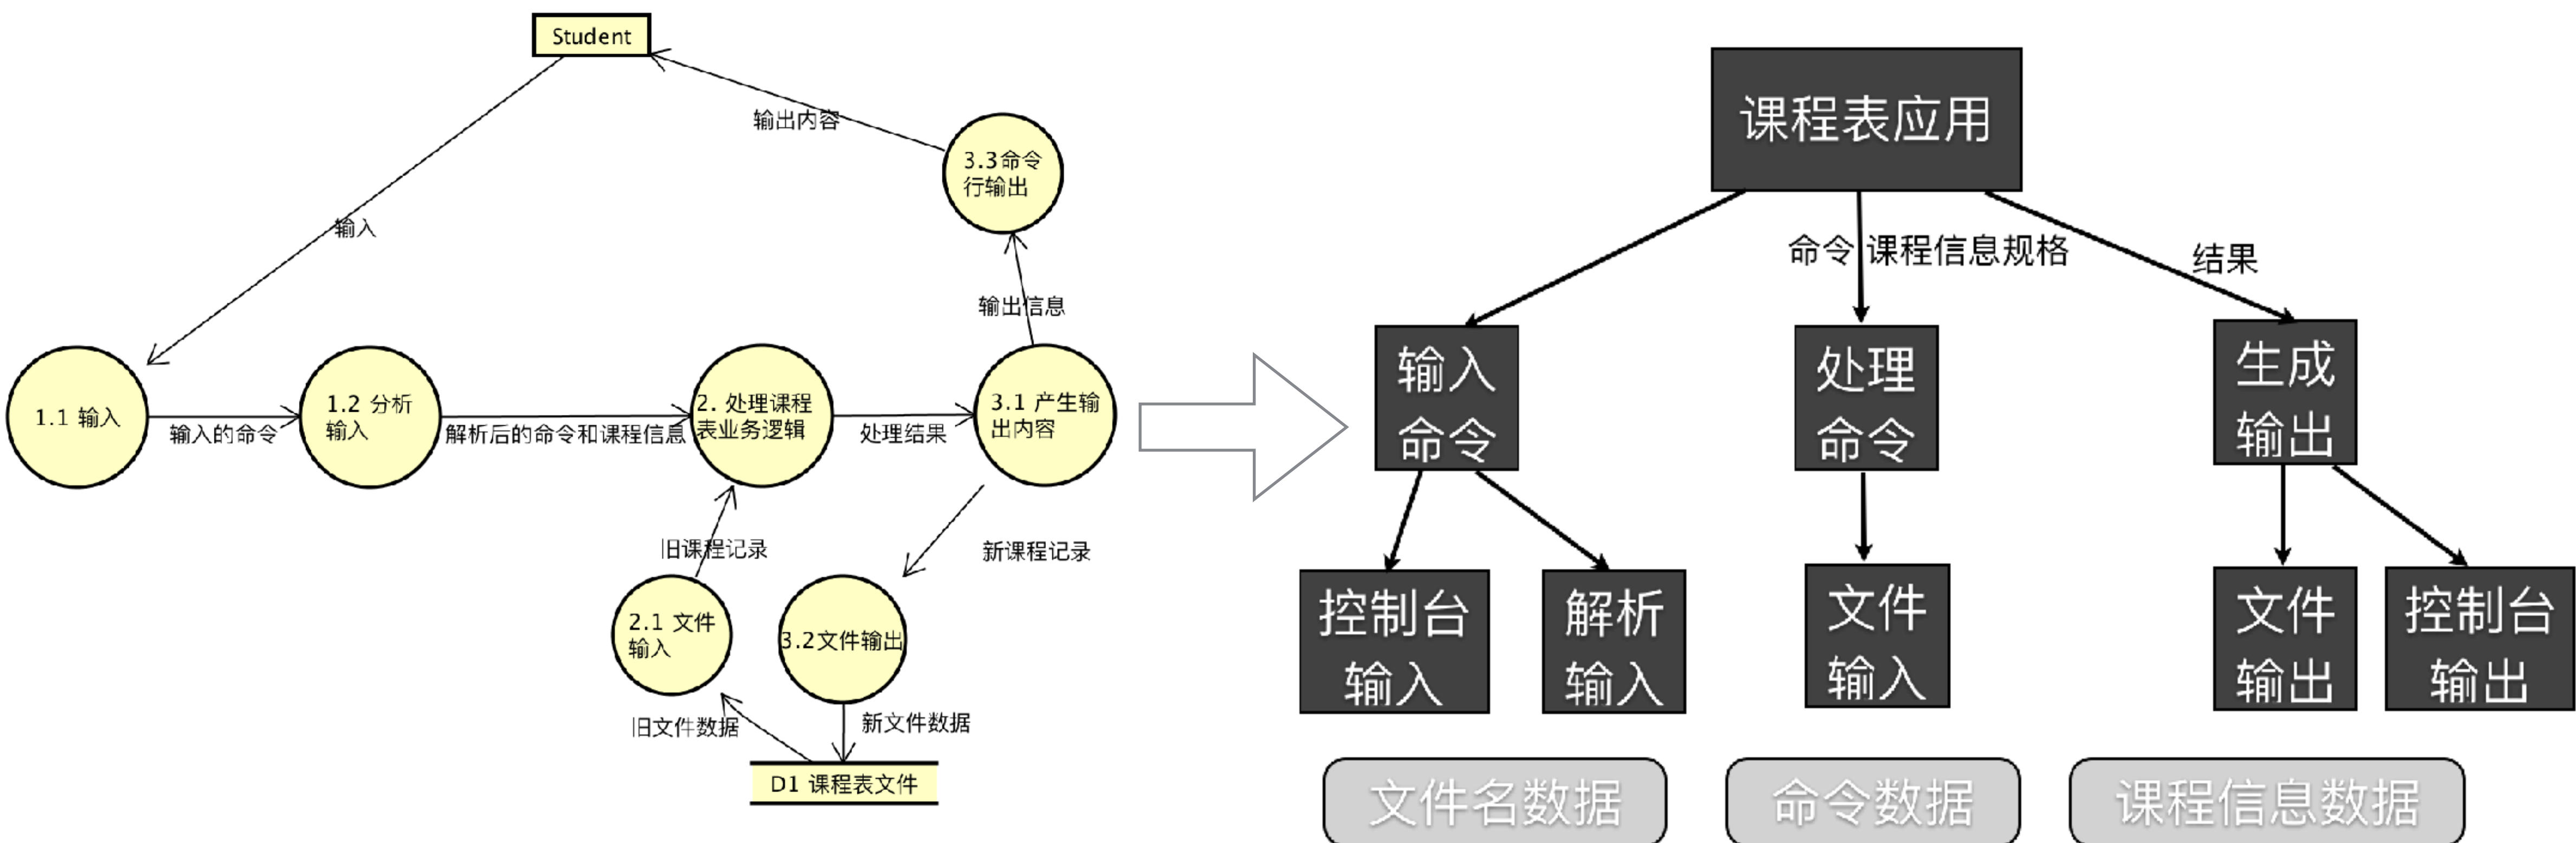 Student
输出内容
3.3命令
行输出
输入
输出信息
1.1 输入
输入的命令
1.2 分析
输入
解析后的命令和课程信息
2. 处理课程
表业务逻辑
处理结果
3.1 产生输
出内容
旧课程记录
新课程记录
2.1 文件
输入
3.2文件输出
旧文件数据
新文件数据
D1 课程表文件
课程表应用
命令 课程信息规格
结果
输入
命令
处理
命令
生成
输出
控制台
输入
解析
输入
文件
输入
文件
输出
控制台
输出
文件名数据
命令数据
课程信息数据